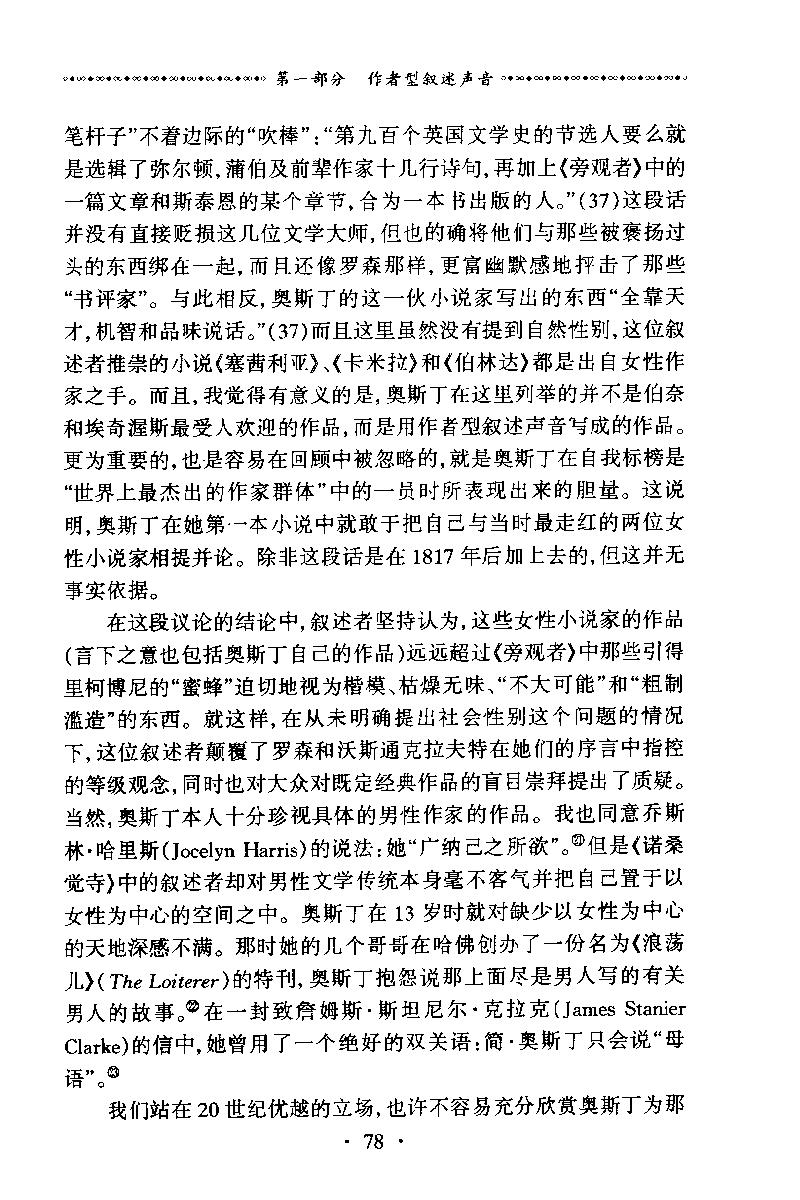 第一部分 作者型叙述声音
笔杆子”不着边际的“吹棒”:“第九百个英国文学史的节选人要么就
是选辑了弥尔顿,蒲伯及前辈作家十几行诗句,再加上《旁观者》中的
一篇文章和斯泰恩的某个章节,合为一本书出版的人。”(37)这段话
并没有直接贬损这几位文学大师,但也的确将他们与那些被褒扬过
头的东西绑在一起,而且还像罗森那样,更富幽默感地抨击了那些
“书评家”。与此相反,奥斯丁的这一伙小说家写出的东西“全靠天
才,机智和品味说话。”(37)而且这里虽然没有提到自然性别,这位叙
述者推崇的小说《塞茜利亚》、《卡米拉》和《伯林达》都是出自女性作
家之手。而且,我觉得有意义的是,奥斯丁在这里列举的并不是伯奈
和埃奇渥斯最受人欢迎的作品,而是用作者型叙述声音写成的作品。
更为重要的,也是容易在回顾中被忽略的,就是奥斯丁在自我标榜是
“世界上最杰出的作家群体”中的一员时所表现出来的胆量。这说
明,奥斯丁在她第一本小说中就敢于把自己与当时最走红的两位女
性小说家相提并论。除非这段话是在 1817 年后加上去的,但这并无
事实依据。
在这段议论的结论中,叙述者坚持认为,这些女性小说家的作品
(言下之意也包括奥斯丁自己的作品)远远超过《旁观者》中那些引得
里柯博尼的“蜜蜂”迫切地视为楷模、枯燥无味、“不大可能”和“粗制
滥造”的东西。就这样,在从未明确提出社会性别这个问题的情况
下,这位叙述者颠覆了罗森和沃斯通克拉夫特在她们的序言中指控
的等级观念,同时也对大众对既定经典作品的盲目崇拜提出了质疑。
当然,奥斯丁本人十分珍视具体的男性作家的作品。我也同意乔斯
林·哈里斯(Jocelyn Harris)的说法:她“广纳己之所欲”。㉑但是《诺桑
觉寺》中的叙述者却对男性文学传统本身毫不客气并把自己置于以
女性为中心的空间之中。奥斯丁在 13 岁时就对缺少以女性为中心
的天地深感不满。那时她的几个哥哥在哈佛创办了一份名为《浪荡
儿》(The Loiterer)的特刊,奥斯丁抱怨说那上面尽是男人写的有关
男人的故事。㉒在一封致詹姆斯·斯坦尼尔·克拉克(James Stanier
Clarke)的信中,她曾用了一个绝好的双关语:简·奥斯丁只会说“母
语”。㉓
我们站在 20 世纪优越的立场,也许不容易充分欣赏奥斯丁为那
· 78 ·